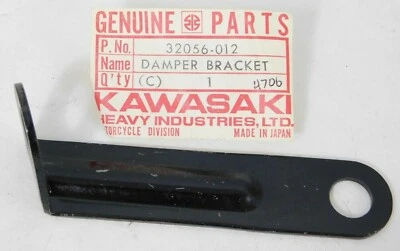 GENUINE PARTS
P.No. 32056-012
Name DAMPER BRACKET
Q'ty (C) 1 4706
KAWASAKI
HEAVY INDUSTRIES, LTD.
MOTORCYCLE DIVISION MADE IN JAPAN